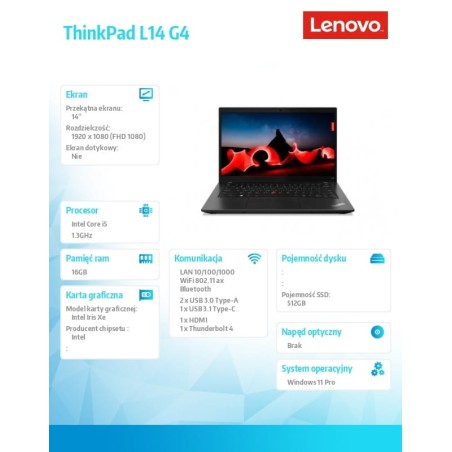 ThinkPad L14 G4
Lenovo
Ekran
Przekątna ekranu:
14"
Rozdzielczość:
1920 x 1080 (FHD 1080)
Ekran dotykowy:
Nie
Procesor
Intel Core i5
1.3GHz
Pamięć ram
16GB
Karta graficzna
Model karty graficznej:
Intel Iris Xe
Producent chipsetu :
Intel
:
Komunikacja
LAN 10/100/1000
WiFi 802.11 ax
Bluetooth
2 x USB 3.0 Type-A
1 x USB3.1 Type-C
1 x HDMI
1 x Thunderbolt 4
Pojemność dysku
:
:
Pojemność SSD:
512GB
Napęd optyczny
Brak
System operacyjny
Windows 11 Pro